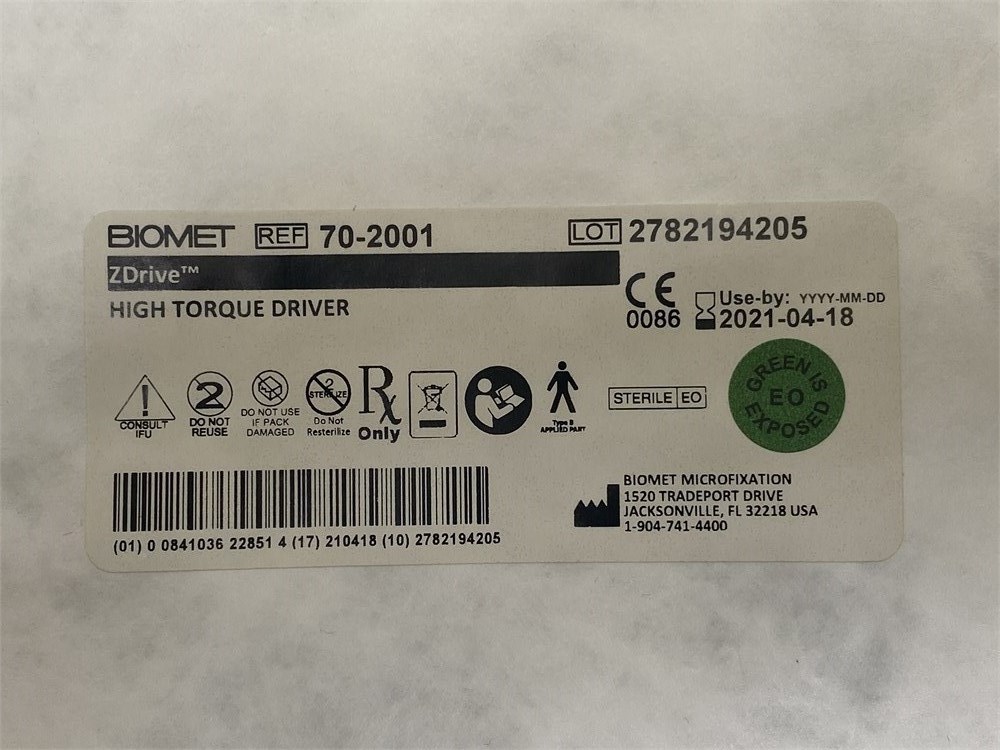 BIOMET REF 70-2001 LOT 2782194205
ZDrive™
HIGH TORQUE DRIVER
CE
0086
Use-by: YYYY-MM-DD
2021-04-18
CONSULT
IFU
2
DO NOT
REUSE
DO NOT USE
IF PACK
DAMAGED
2
STERILIZE
Do Not
Resterilize
Rx
Only
Type B
APPLIED PART
STERILE EO
GREEN IS
EO
EXPOSED
(01) 0 0841036 22851 4 (17) 210418 (10) 2782194205
BIOMET MICROFIXATION
1520 TRADEPORT DRIVE
JACKSONVILLE, FL 32218 USA
1-904-741-4400